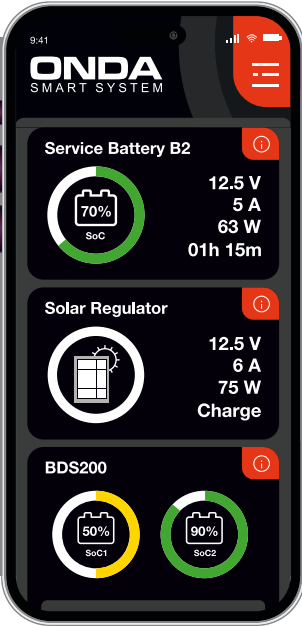 9:41
ONDA
SMART SYSTEM
Service Battery B2
70%
SoC
12.5 V
5 A
63 W
01h 15m
Solar Regulator
12.5 V
6 A
75 W
Charge
BDS200
50%
SoC1
90%
SoC2